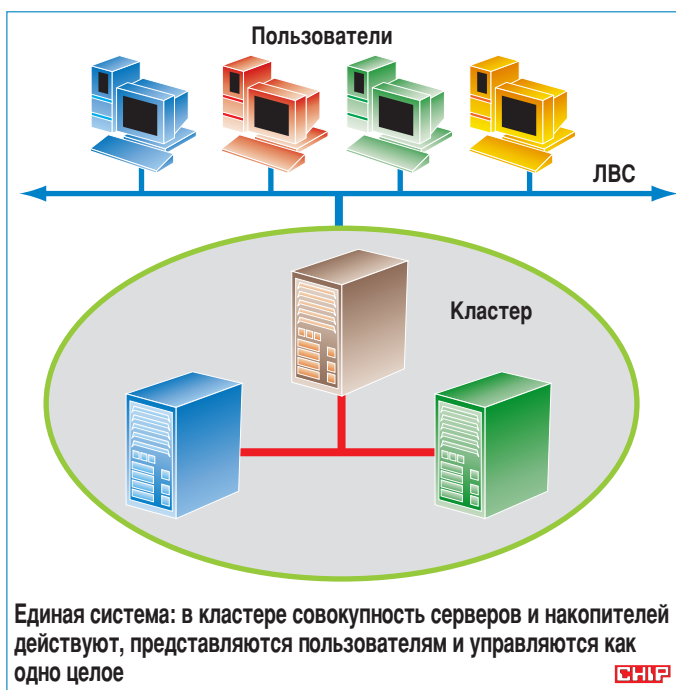 Пользователи
ЛВС
Кластер
Единая система: в кластере совокупность серверов и накопителей
действуют, представляются пользователям и управляются как
одно целое
CHIP